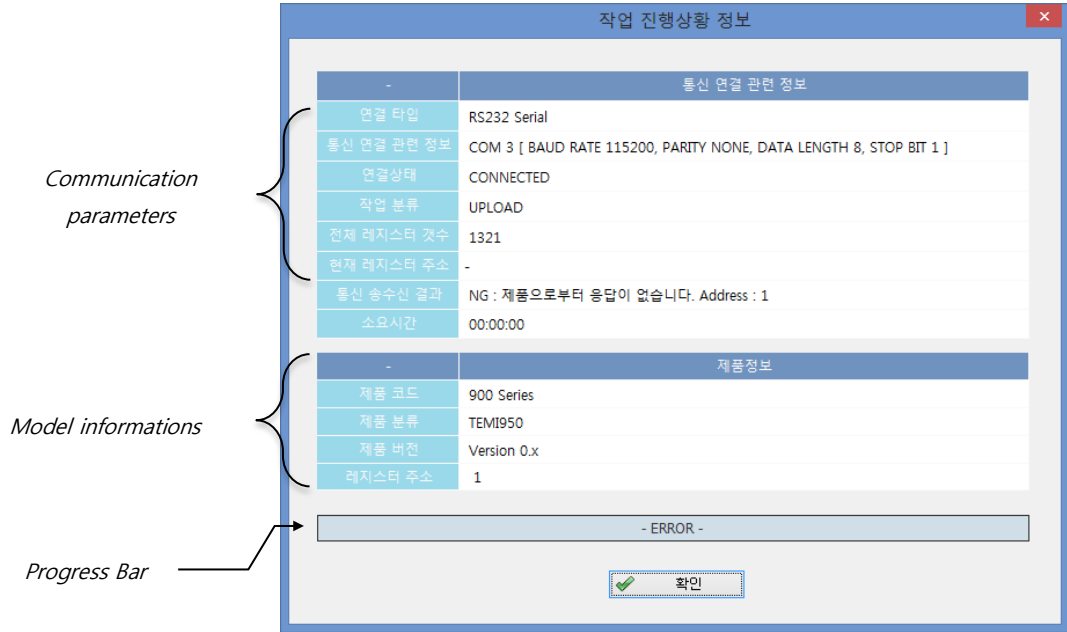 작업 진행상황 정보
- 통신 연결 관련 정보
연결 타입 RS232 Serial
통신 연결 관련 정보 COM 3 [ BAUD RATE 115200, PARITY NONE, DATA LENGTH 8, STOP BIT 1 ]
연결상태 CONNECTED
작업 분류 UPLOAD
전체 레지스터 갯수 1321
현재 레지스터 주소 -
통신 송수신 결과 NG : 제품으로부터 응답이 없습니다. Address : 1
소요시간 00:00:00
Communication
parameters
- 제품정보
제품 코드 900 Series
제품 분류 TEMI950
제품 버전 Version 0.x
레지스터 주소 1
Model informations
- ERROR -
Progress Bar
확인